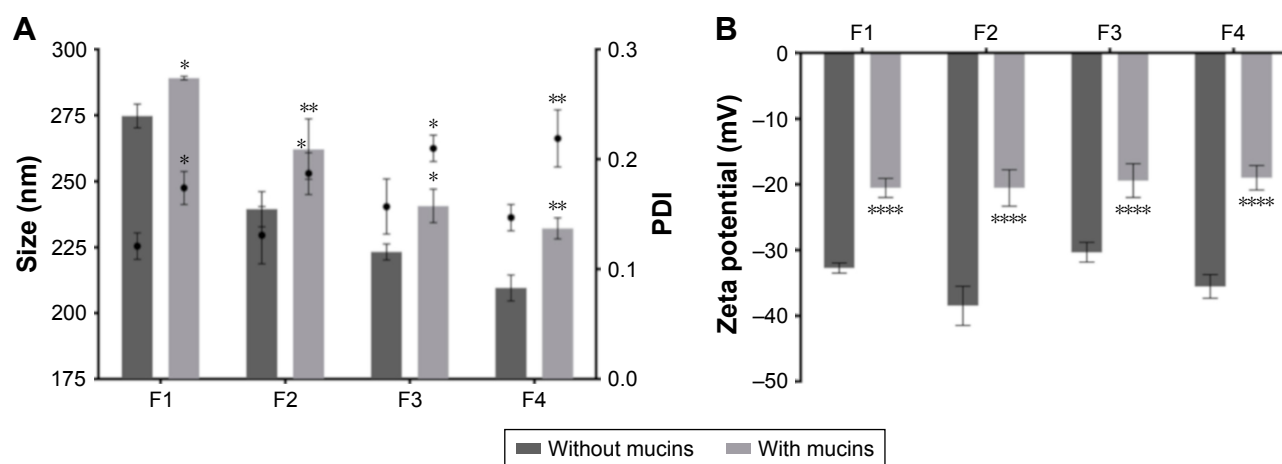 A
Size (nm)
300
275
250
225
200
175
PDI
0.3
0.2
0.1
0.0
F1 F2 F3 F4
* * ** * * * ** **
B
Zeta potential (mV)
F1 F2 F3 F4
0
–10
–20
–30
–40
–50
**** **** **** ****
Without mucins With mucins